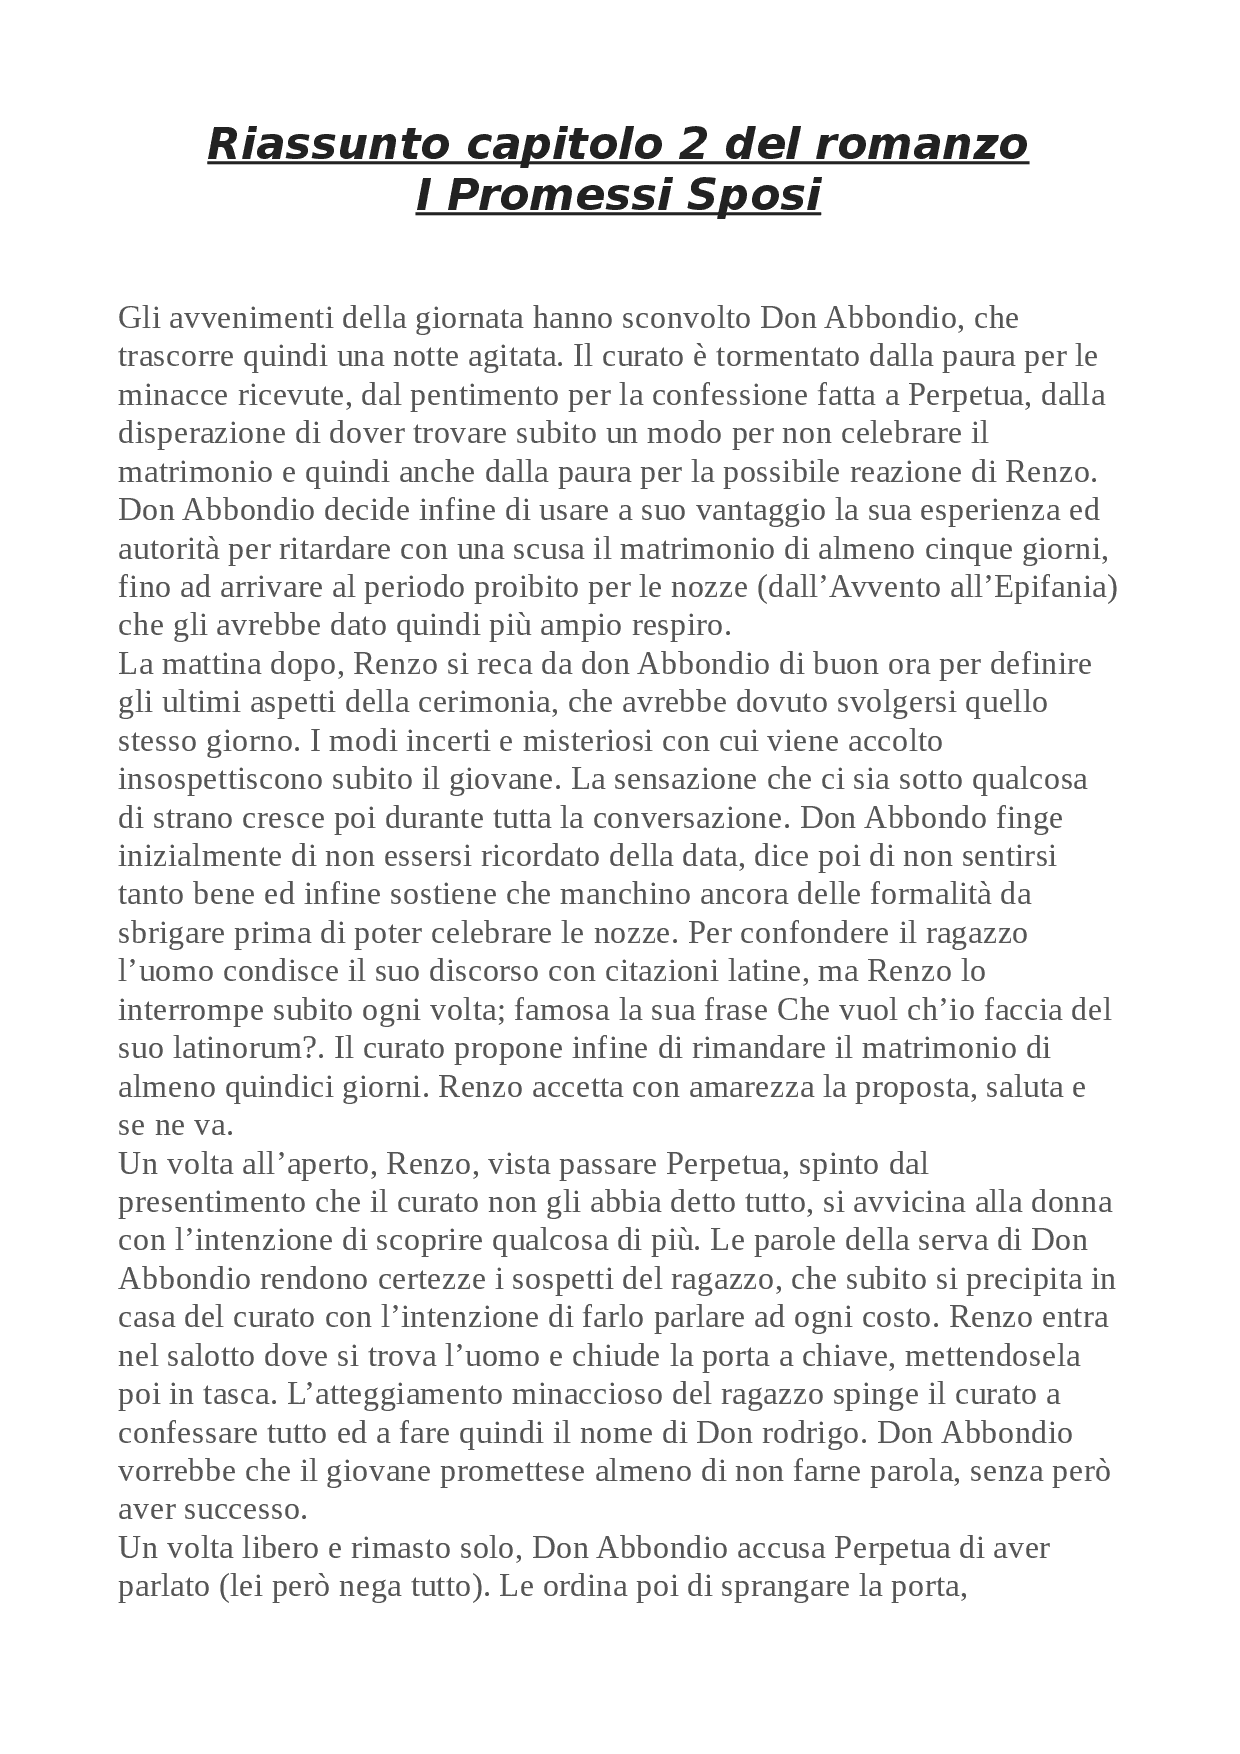 Riassunto capitolo 2 del romanzo
I Promessi Sposi
Gli avvenimenti della giornata hanno sconvolto Don Abbondio, che
trascorre quindi una notte agitata. Il curato è tormentato dalla paura per le
minacce ricevute, dal pentimento per la confessione fatta a Perpetua, dalla
disperazione di dover trovare subito un modo per non celebrare il
matrimonio e quindi anche dalla paura per la possibile reazione di Renzo.
Don Abbondio decide infine di usare a suo vantaggio la sua esperienza ed
autorità per ritardare con una scusa il matrimonio di almeno cinque giorni,
fino ad arrivare al periodo proibito per le nozze (dall’Avvento all’Epifania)
che gli avrebbe dato quindi più ampio respiro.
La mattina dopo, Renzo si reca da don Abbondio di buon ora per definire
gli ultimi aspetti della cerimonia, che avrebbe dovuto svolgersi quello
stesso giorno. I modi incerti e misteriosi con cui viene accolto
insospettiscono subito il giovane. La sensazione che ci sia sotto qualcosa
di strano cresce poi durante tutta la conversazione. Don Abbondo finge
inizialmente di non essersi ricordato della data, dice poi di non sentirsi
tanto bene ed infine sostiene che manchino ancora delle formalità da
sbrigare prima di poter celebrare le nozze. Per confondere il ragazzo
l’uomo condisce il suo discorso con citazioni latine, ma Renzo lo
interrompe subito ogni volta; famosa la sua frase Che vuol ch’io faccia del
suo latinorum?. Il curato propone infine di rimandare il matrimonio di
almeno quindici giorni. Renzo accetta con amarezza la proposta, saluta e
se ne va.
Un volta all’aperto, Renzo, vista passare Perpetua, spinto dal
presentimento che il curato non gli abbia detto tutto, si avvicina alla donna
con l’intenzione di scoprire qualcosa di più. Le parole della serva di Don
Abbondio rendono certezze i sospetti del ragazzo, che subito si precipita in
casa del curato con l’intenzione di farlo parlare ad ogni costo. Renzo entra
nel salotto dove si trova l’uomo e chiude la porta a chiave, mettendosela
poi in tasca. L’atteggiamento minaccioso del ragazzo spinge il curato a
confessare tutto ed a fare quindi il nome di Don rodrigo. Don Abbondio
vorrebbe che il giovane promettese almeno di non farne parola, senza però
aver successo.
Un volta libero e rimasto solo, Don Abbondio accusa Perpetua di aver
parlato (lei però nega tutto). Le ordina poi di sprangare la porta,